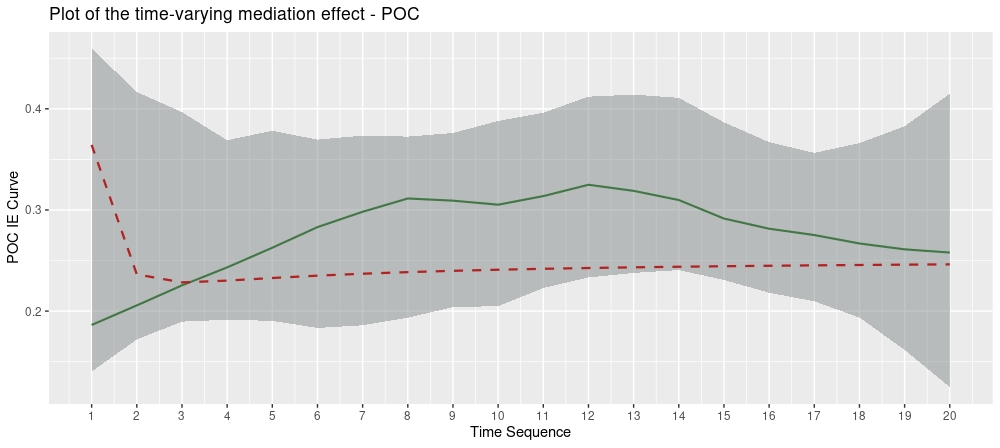 Plot of the time-varying mediation effect - POC
POC IE Curve
0.4
0.3
0.2
1 2 3 4 5 6 7 8 9 10 11 12 13 14 15 16 17 18 19 20
Time Sequence